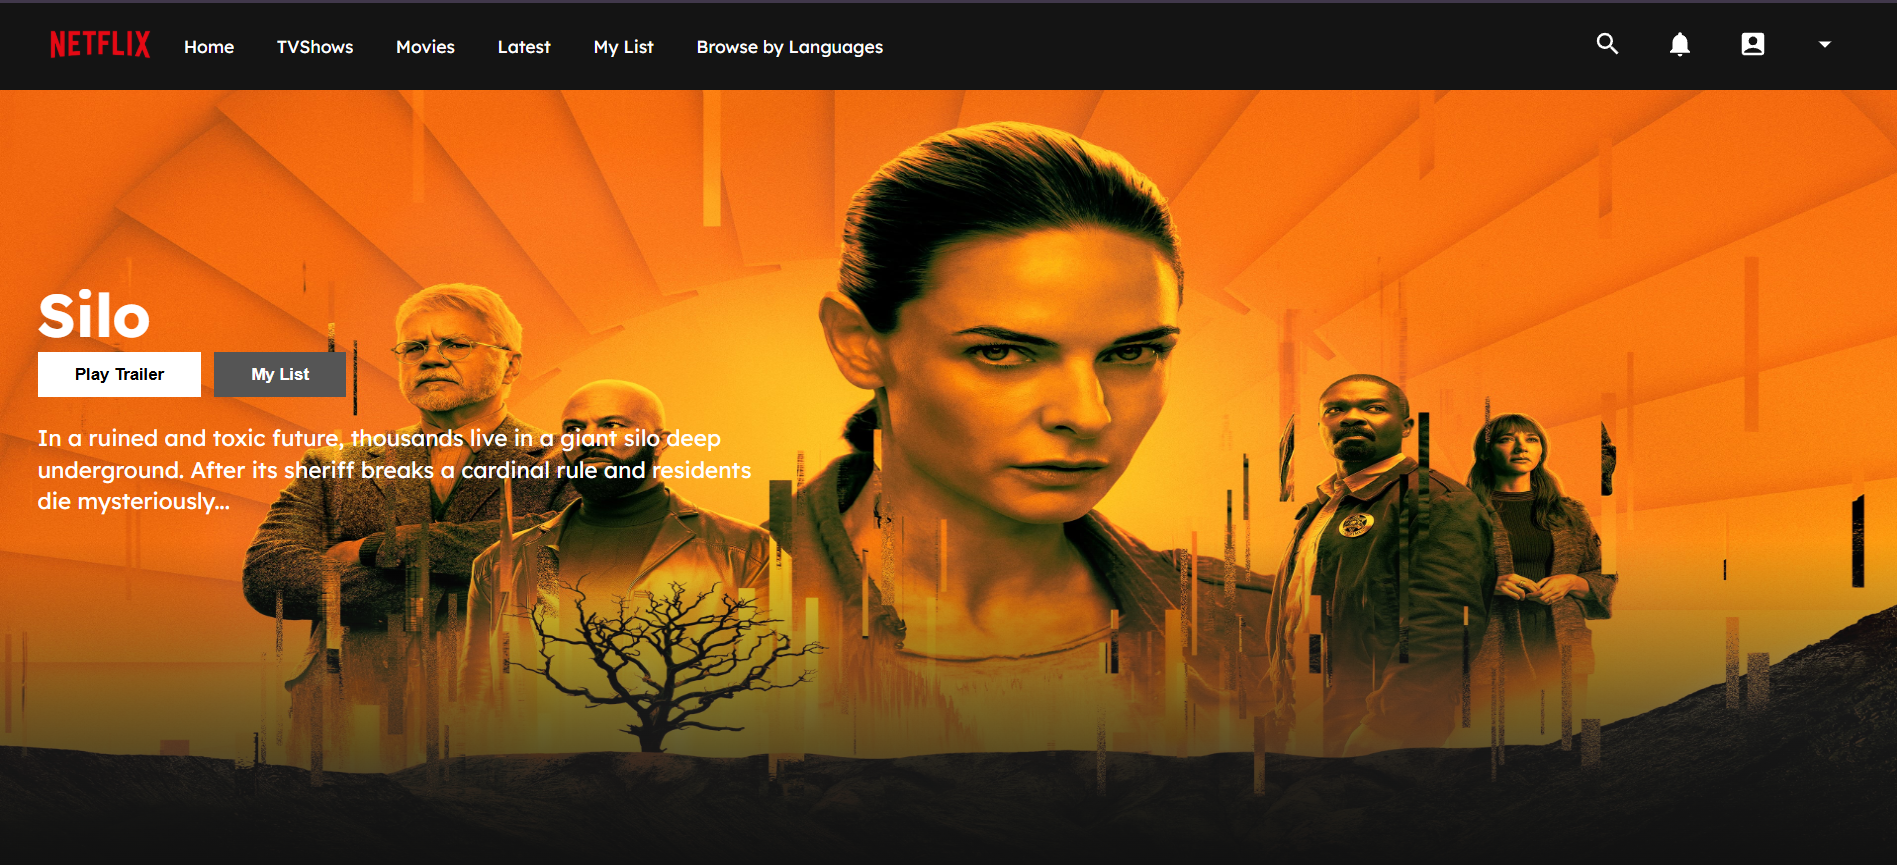 NETFLIX Home TVShows Movies Latest My List Browse by Languages
Silo
Play Trailer My List
In a ruined and toxic future, thousands live in a giant silo deep
underground. After its sheriff breaks a cardinal rule and residents
die mysteriously...